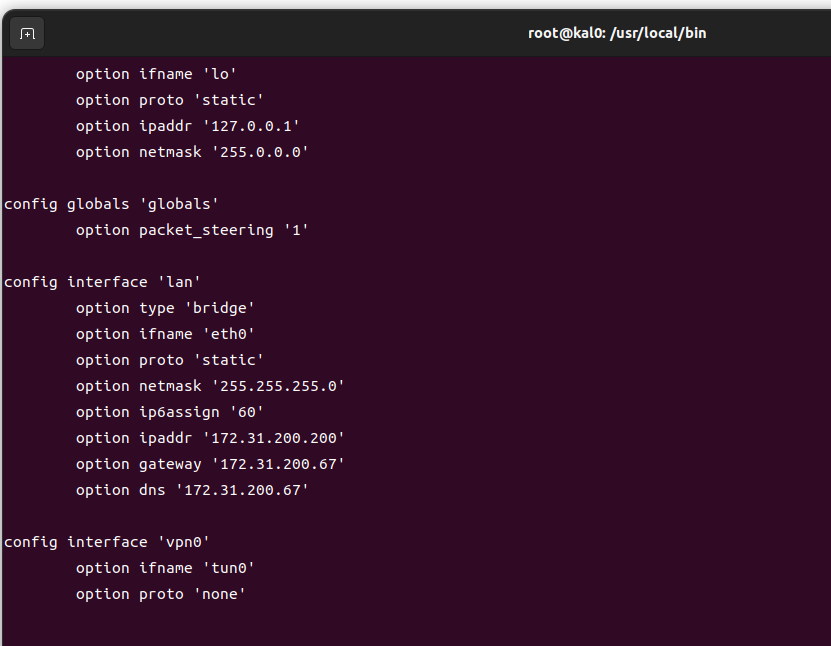 root@kal0: /usr/local/bin
option ifname 'lo'
option proto 'static'
option ipaddr '127.0.0.1'
option netmask '255.0.0.0'
config globals 'globals'
option packet_steering '1'
config interface 'lan'
option type 'bridge'
option ifname 'eth0'
option proto 'static'
option netmask '255.255.255.0'
option ip6assign '60'
option ipaddr '172.31.200.200'
option gateway '172.31.200.67'
option dns '172.31.200.67'
config interface 'vpn0'
option ifname 'tun0'
option proto 'none'